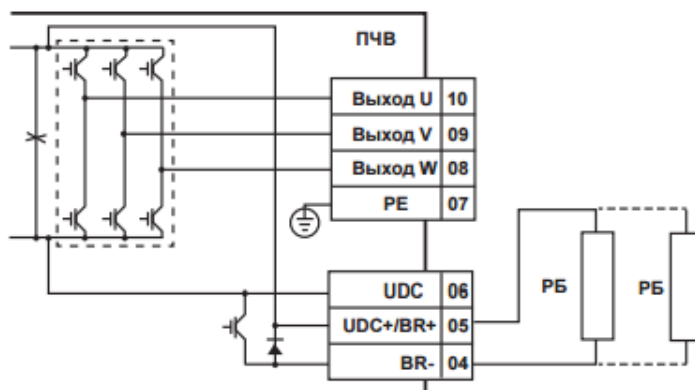 ПЧВ
Выход U 10
Выход V 09
Выход W 08
PE 07
UDC 06
UDC+/BR+ 05
BR- 04
РБ
РБ